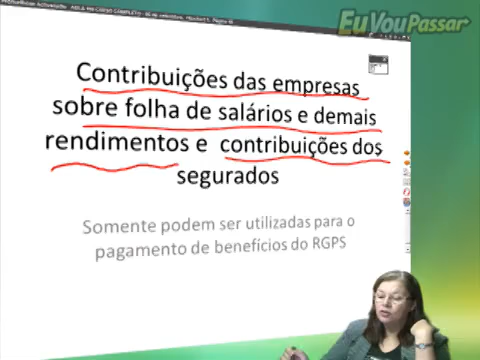 EuVouPassar
Contribuições das empresas
sobre folha de salários e demais
rendimentos e contribuições dos
segurados
Somente podem ser utilizadas para o
pagamento de benefícios do RGPS